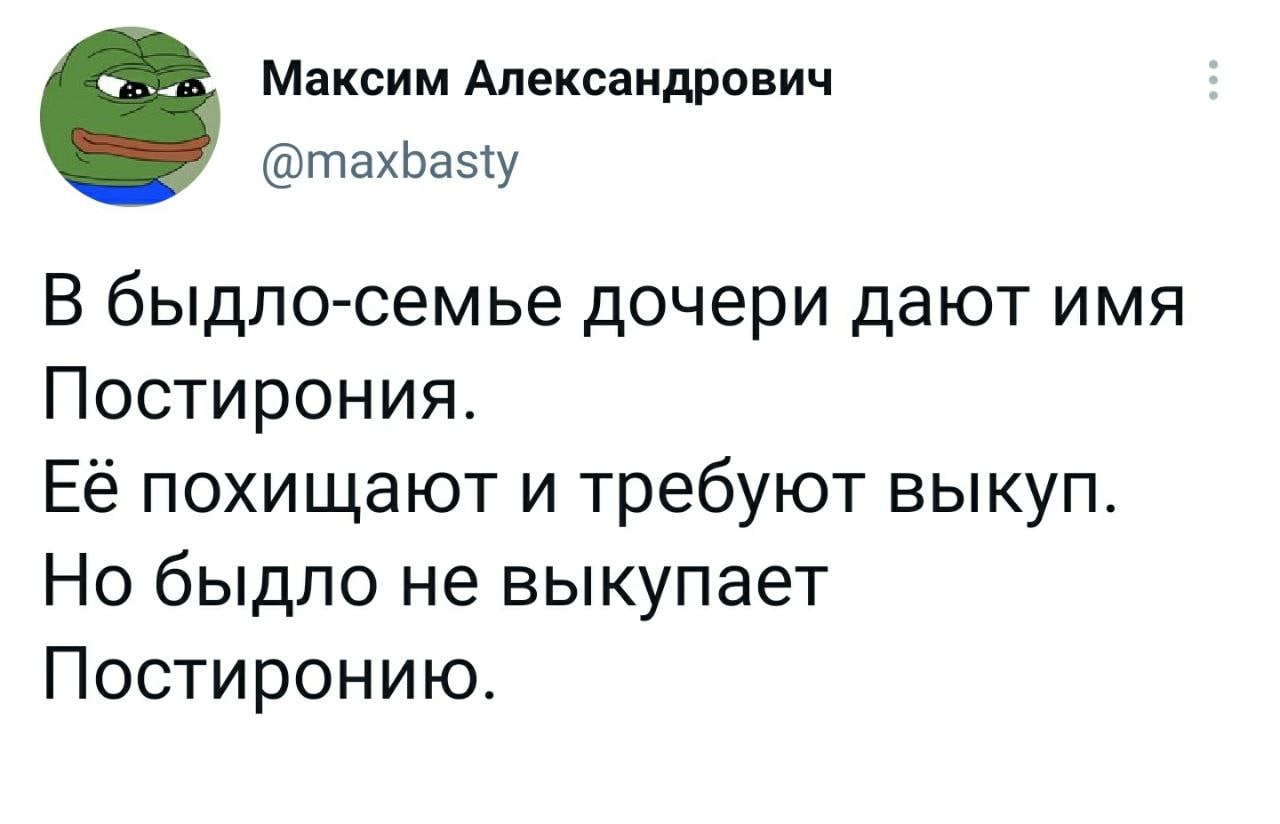 Максим Александрович
@maxbasty
В быдло-семье дочери дают имя
Постирония.
Её похищают и требуют выкуп.
Но быдло не выкупает
Постиронию.